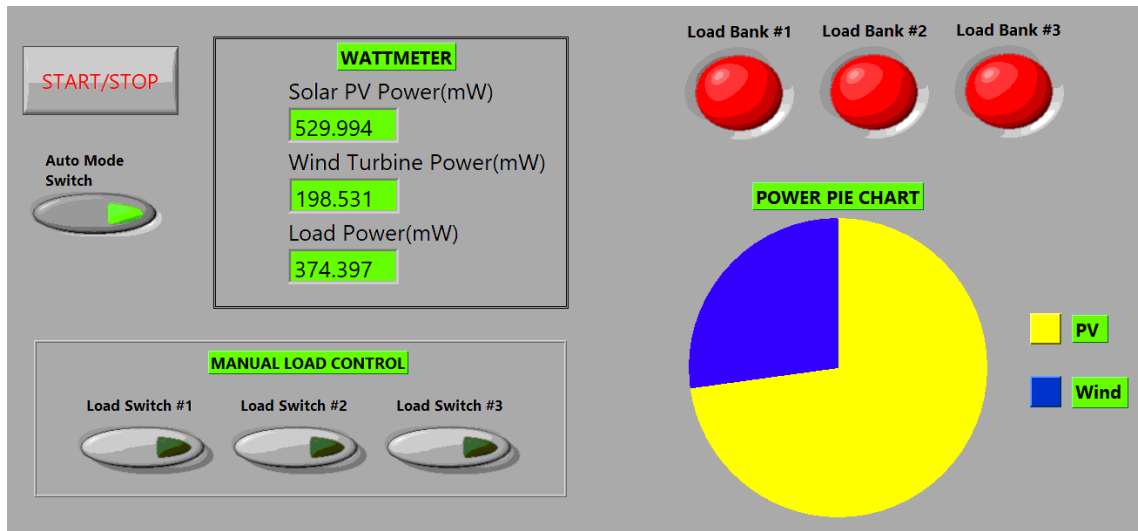 START/STOP
Auto Mode
Switch
WATTMETER
Solar PV Power(mW)
529.994
Wind Turbine Power(mW)
198.531
Load Power(mW)
374.397
MANUAL LOAD CONTROL
Load Switch #1
Load Switch #2
Load Switch #3
Load Bank #1
Load Bank #2
Load Bank #3
POWER PIE CHART
PV
Wind